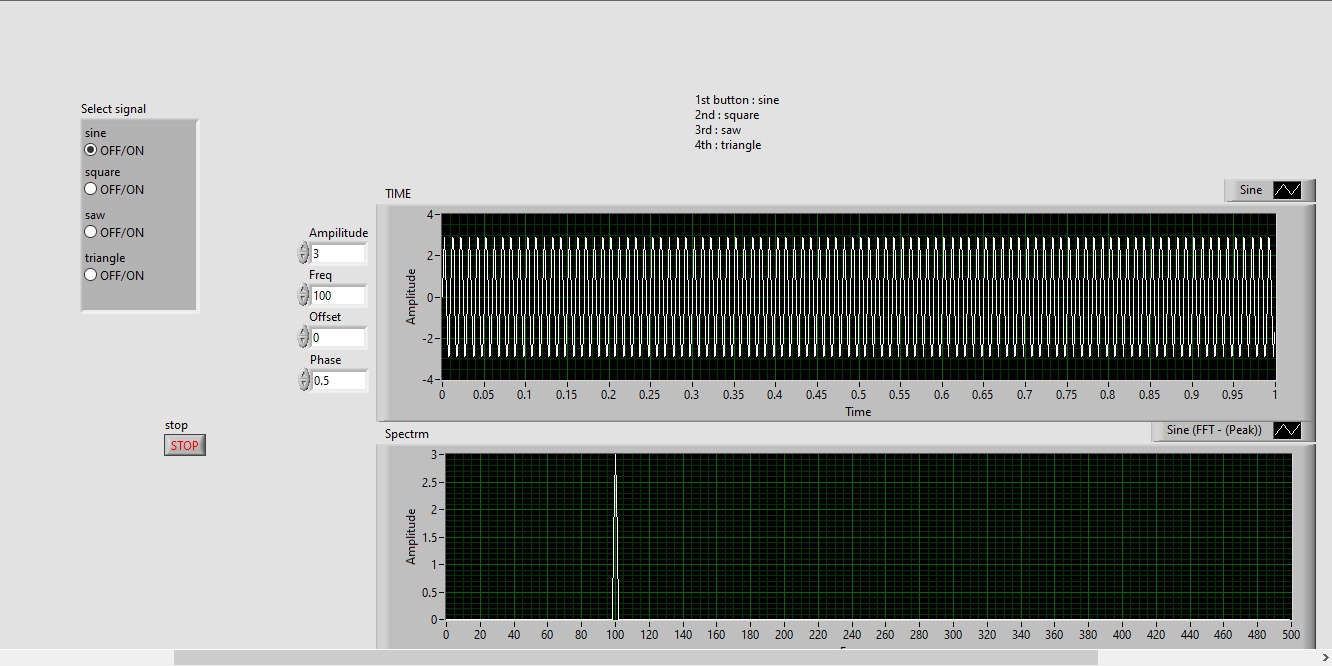 1st button : sine
2nd : square
3rd : saw
4th : triangle
Select signal
sine
OFF/ON
square
OFF/ON
saw
OFF/ON
triangle
OFF/ON
stop
STOP
Ampilitude
3
Freq
100
Offset
0
Phase
0.5
TIME
Sine
Amplitude
4
2
0
-2
-4
0 0.05 0.1 0.15 0.2 0.25 0.3 0.35 0.4 0.45 0.5 0.55 0.6 0.65 0.7 0.75 0.8 0.85 0.9 0.95 1
Time
Spectrm
Sine (FFT - (Peak))
Amplitude
3
2.5
2
1.5
1
0.5
0
0 20 40 60 80 100 120 140 160 180 200 220 240 260 280 300 320 340 360 380 400 420 440 460 480 500